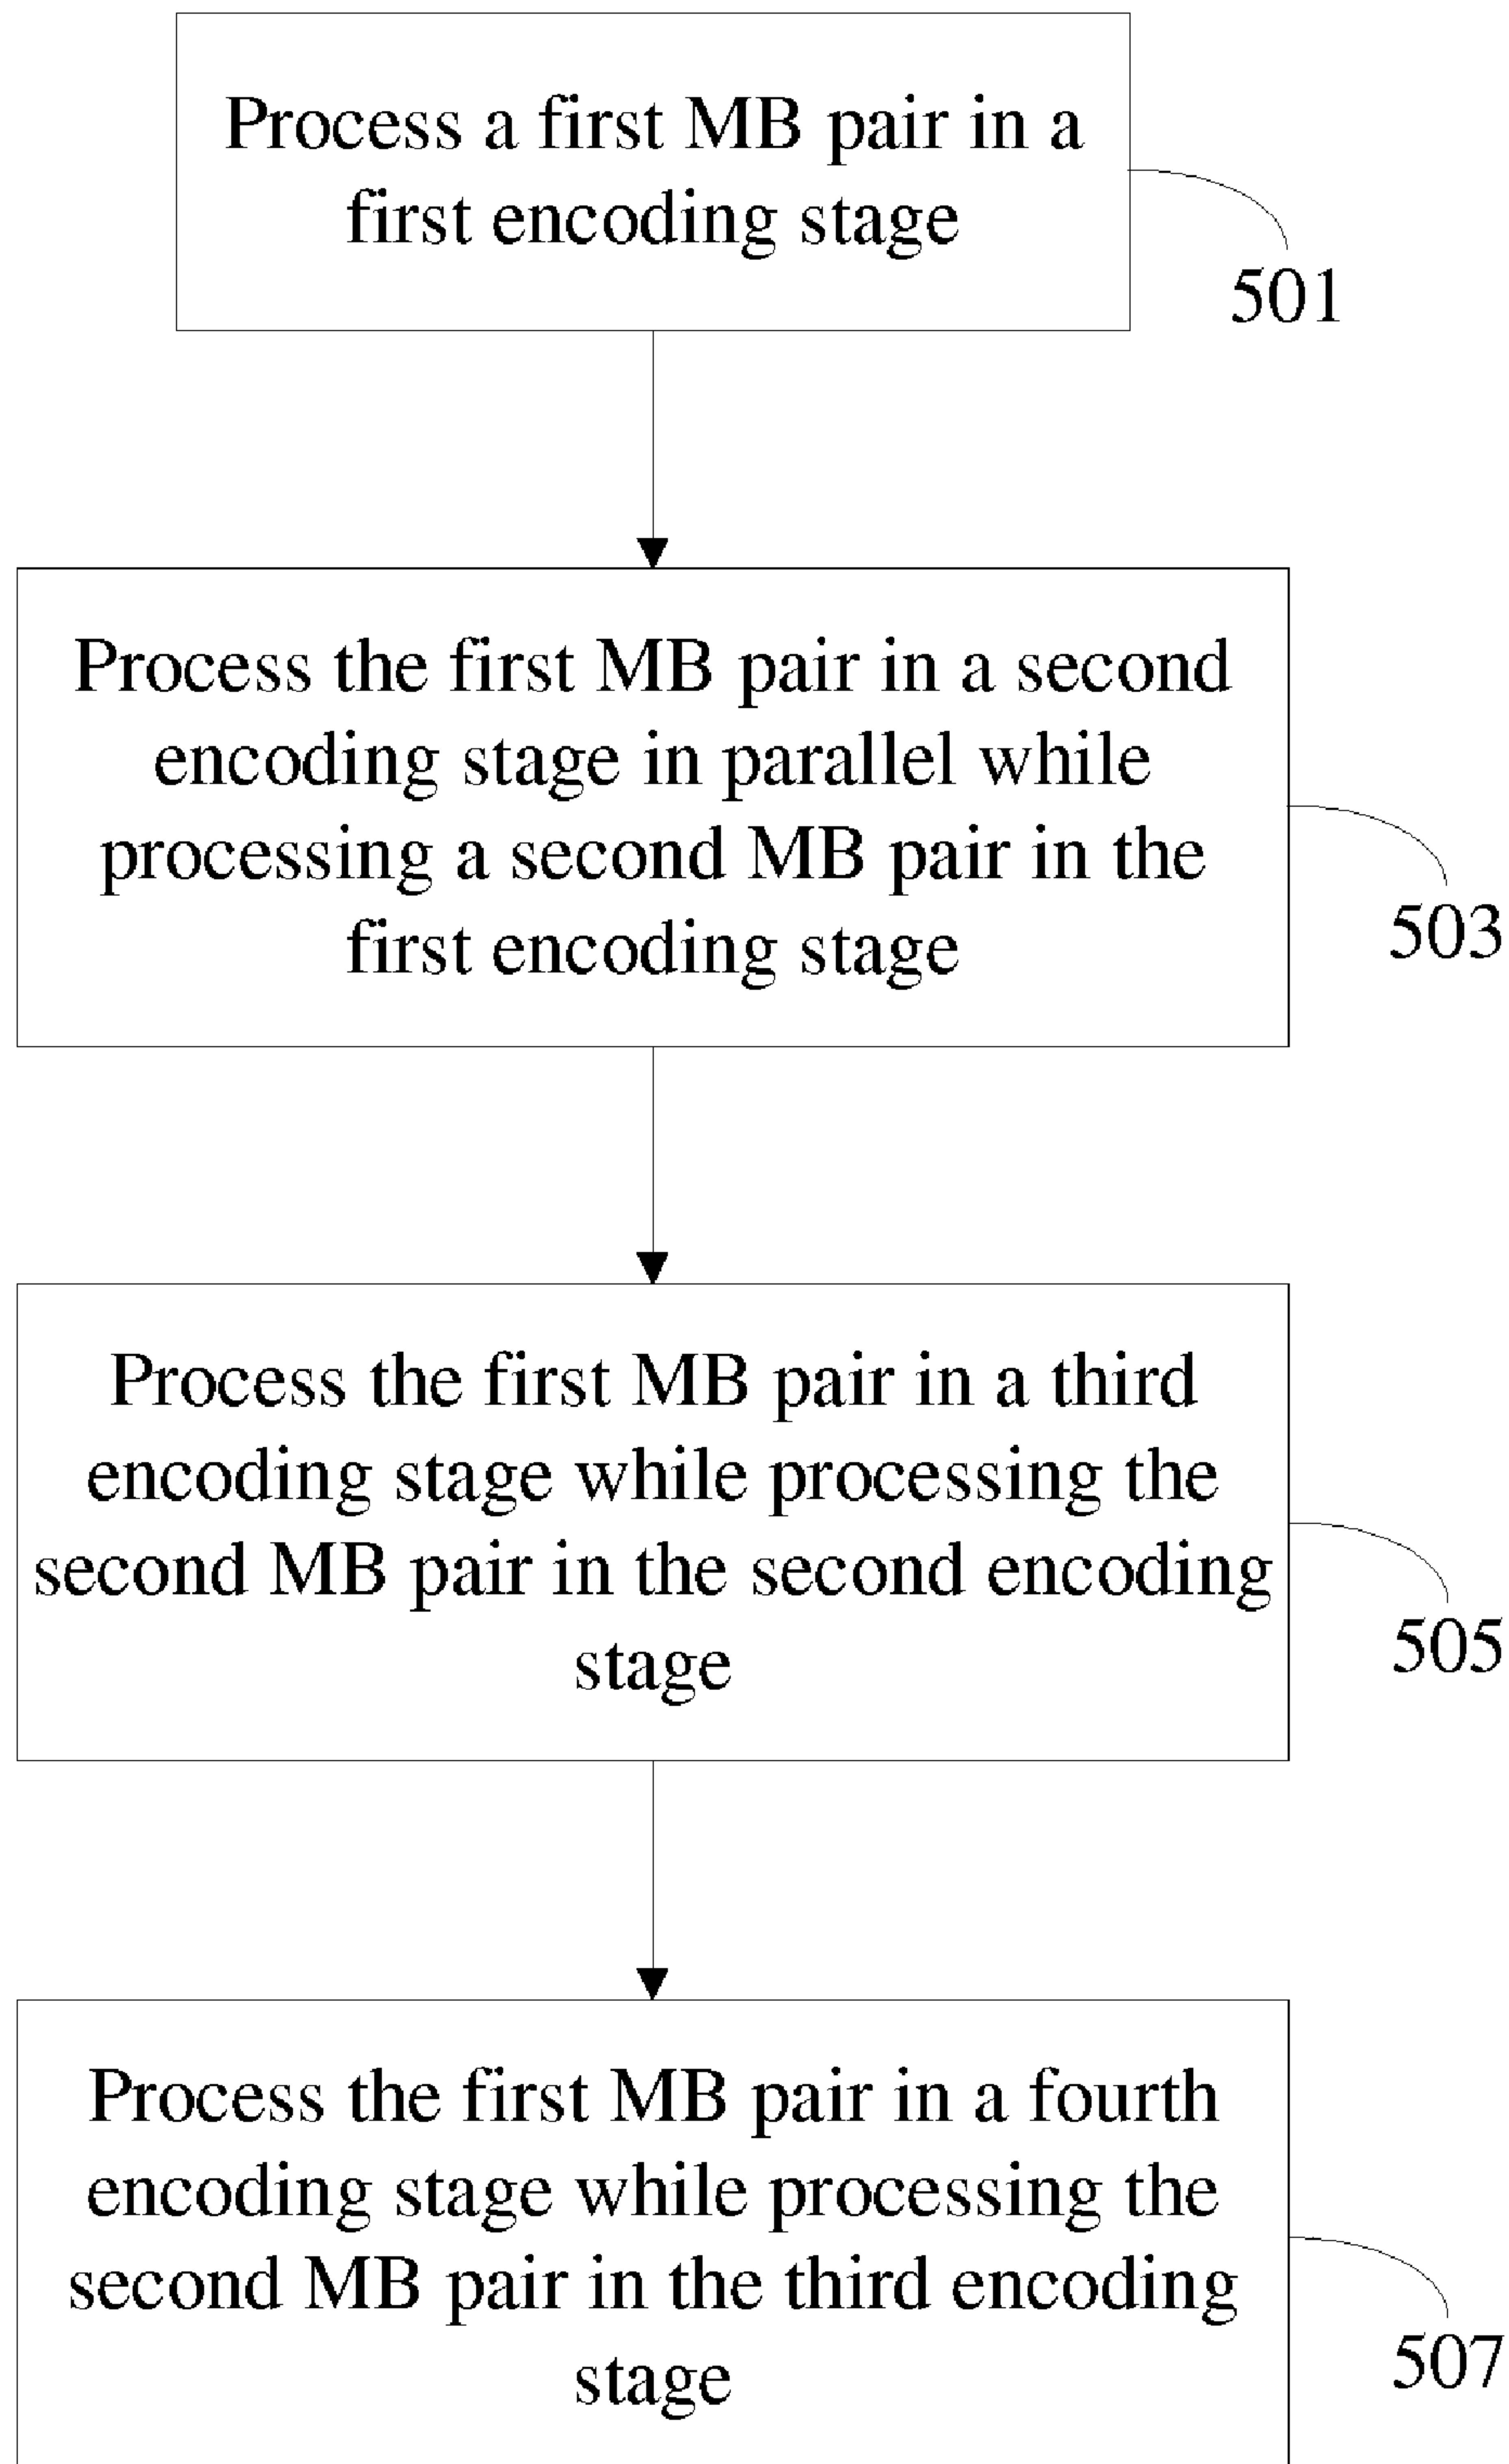 Process a first MB pair in a
first encoding stage
501
Process the first MB pair in a second
encoding stage in parallel while
processing a second MB pair in the
first encoding stage
503
Process the first MB pair in a third
encoding stage while processing the
second MB pair in the second encoding
stage
505
Process the first MB pair in a fourth
encoding stage while processing the
second MB pair in the third encoding
stage
507